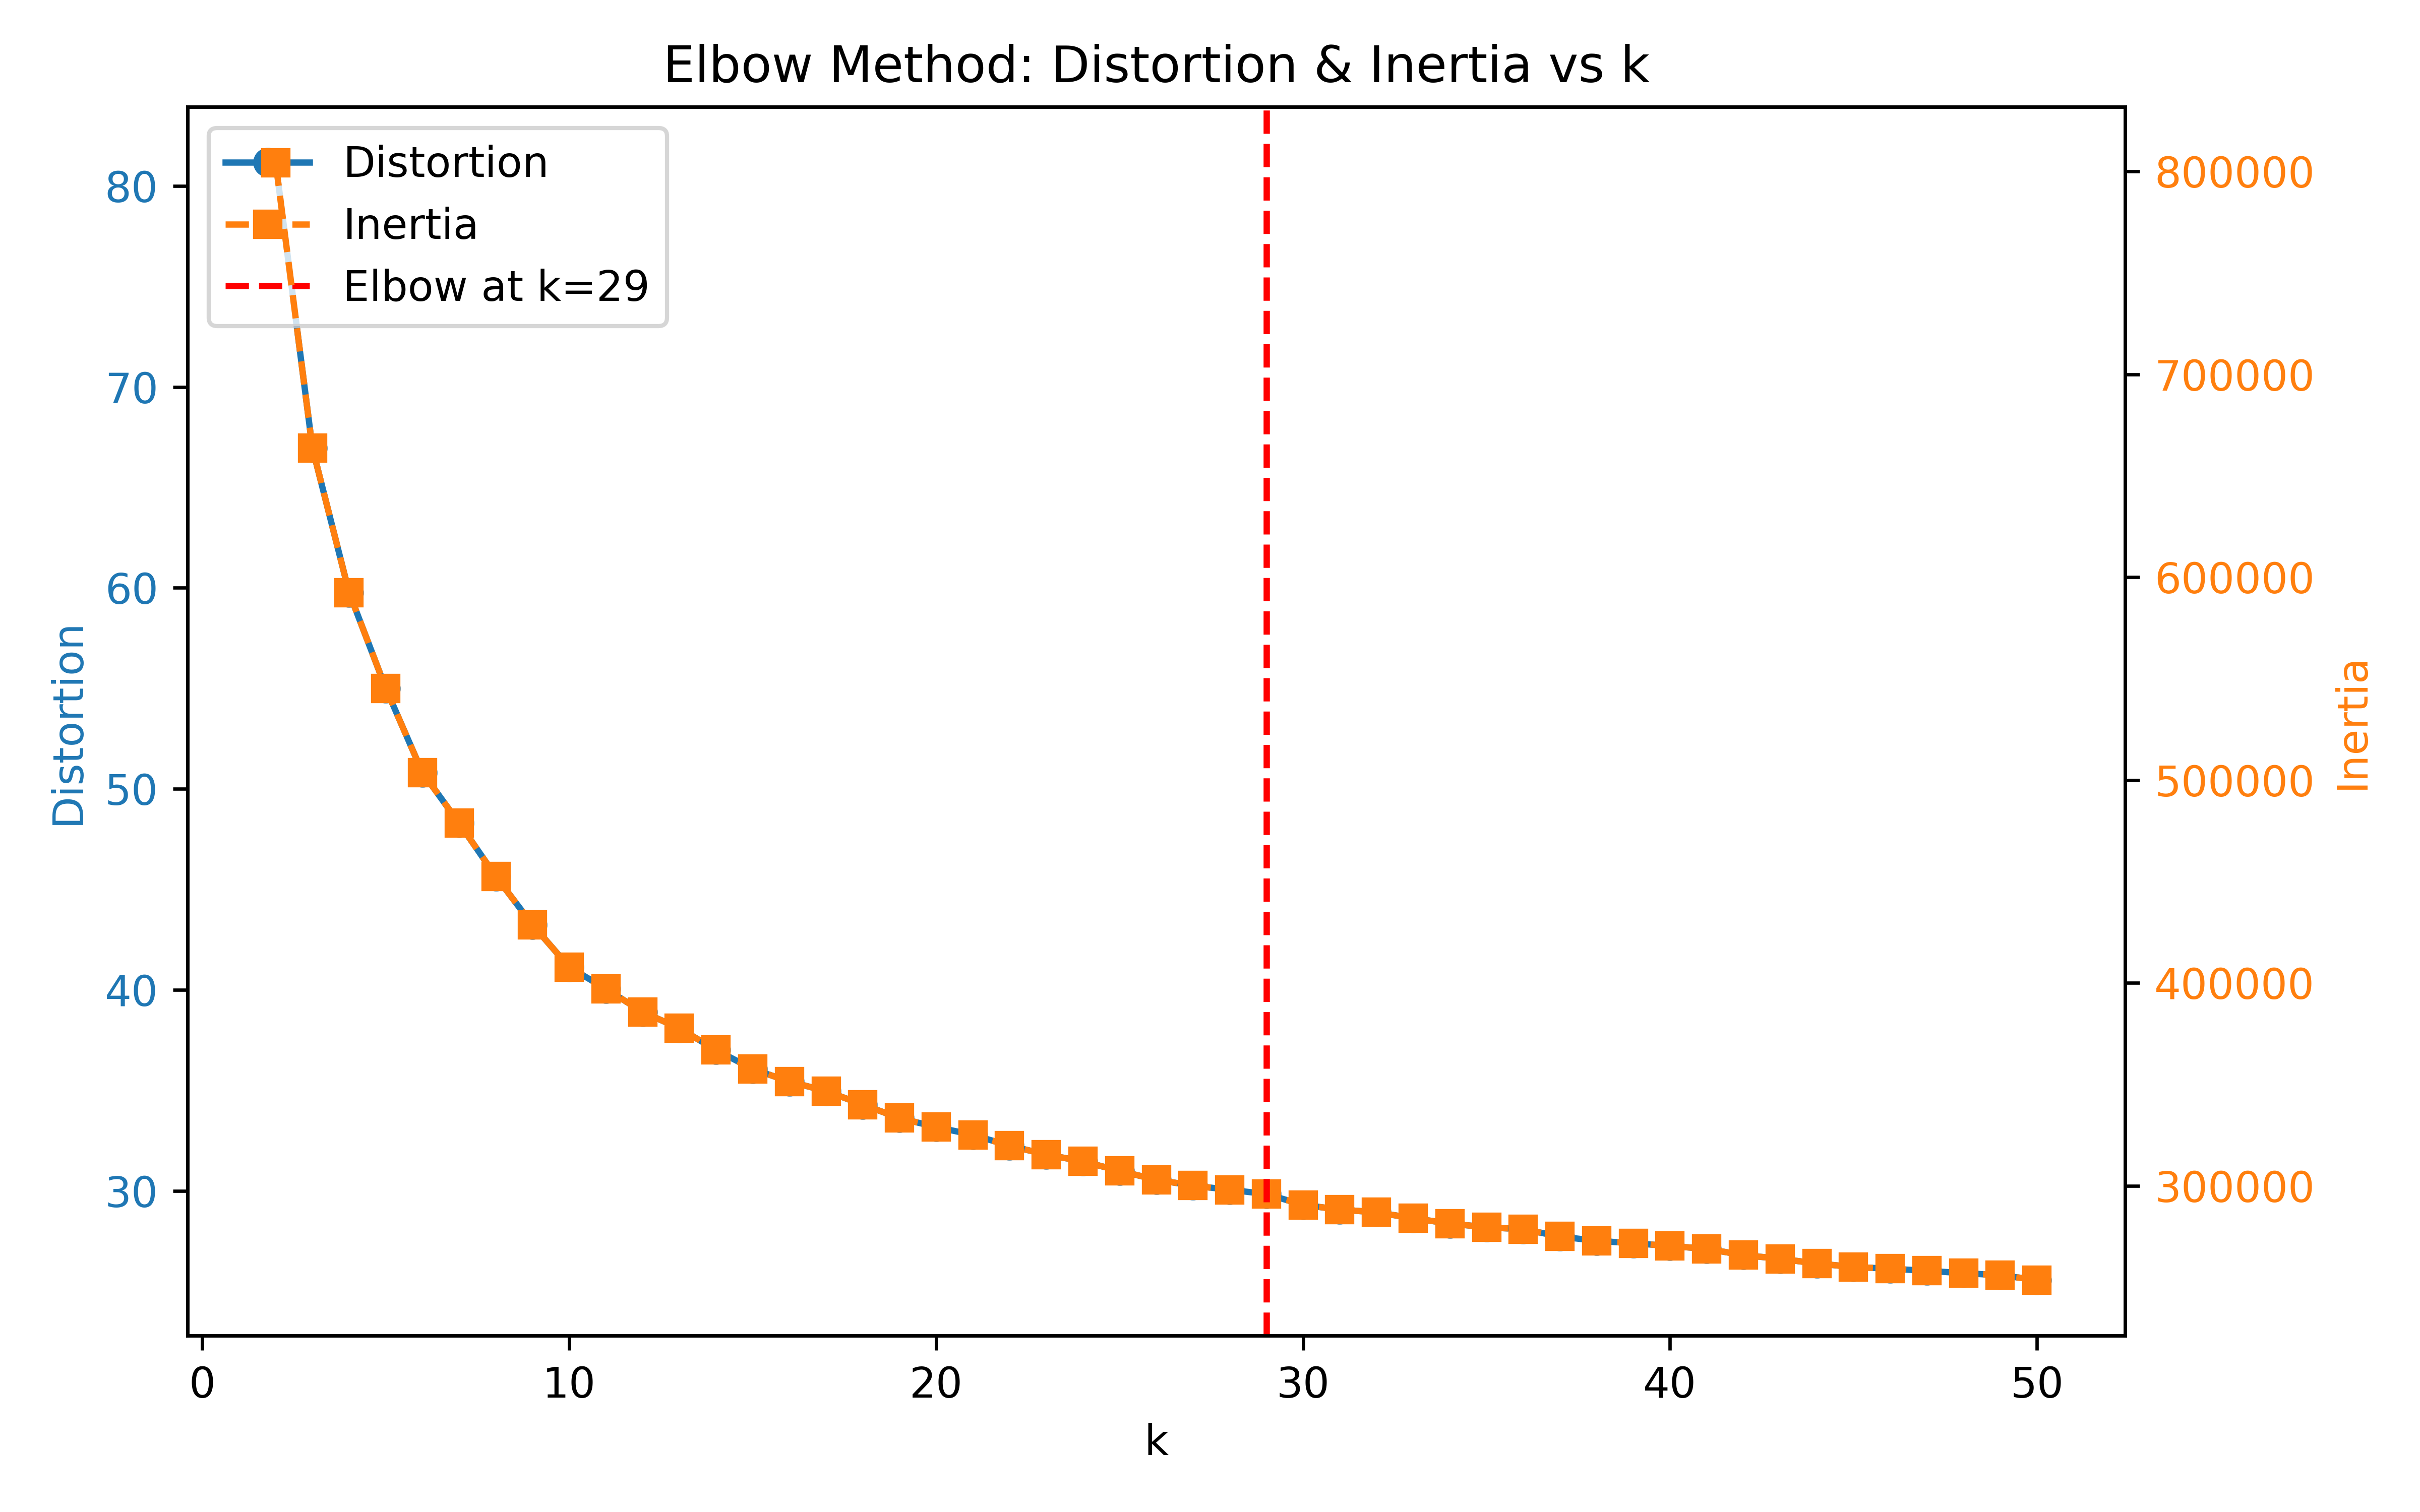 Elbow Method: Distortion & Inertia vs k
Distortion
Inertia
Elbow at k=29
80
70
60
50
40
30
Distortion
800000
700000
600000
500000
400000
300000
Inertia
0 10 20 30 40 50
k